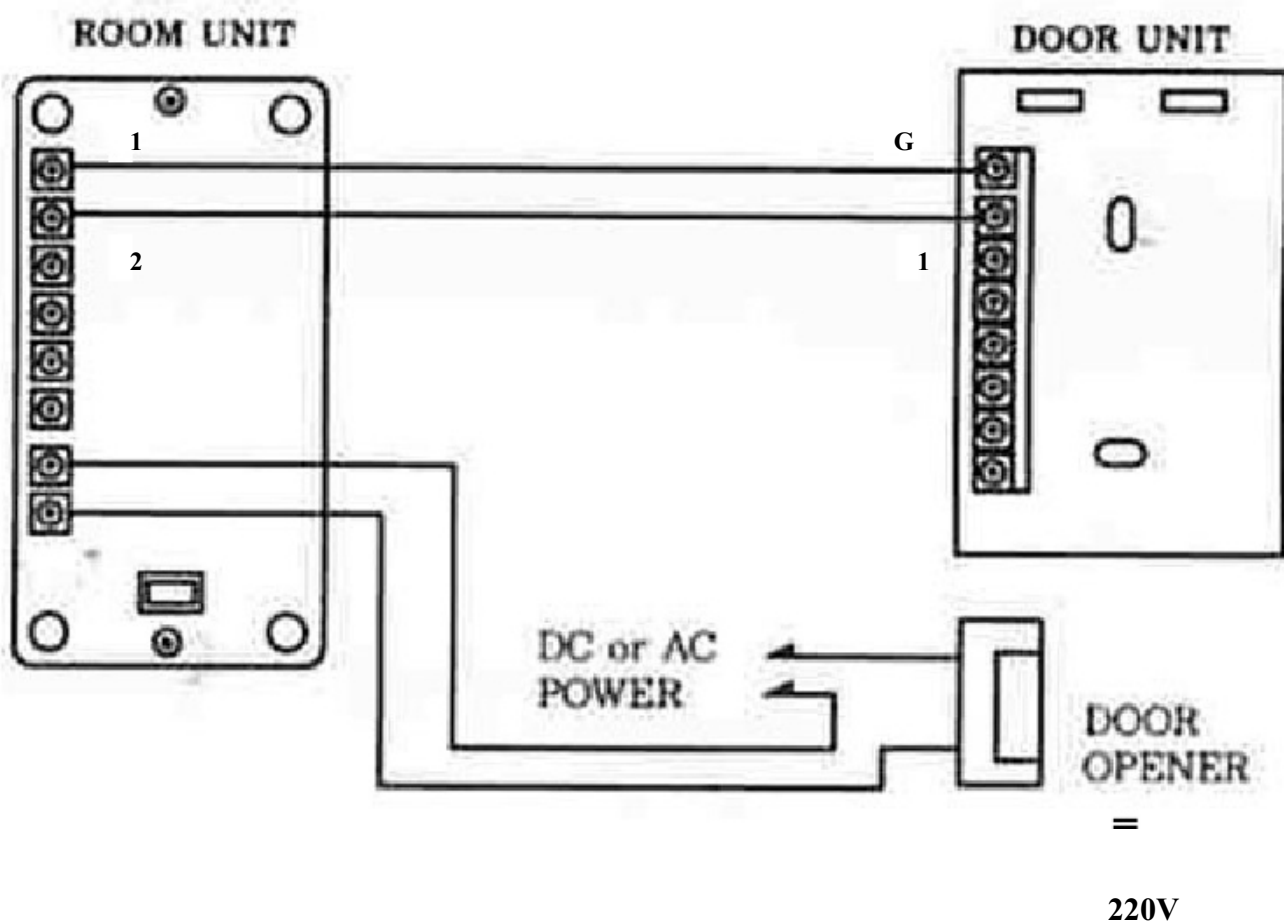 ROOM UNIT
DOOR UNIT
1
G
2
1
DC or AC
POWER
DOOR
OPENER
=
220V